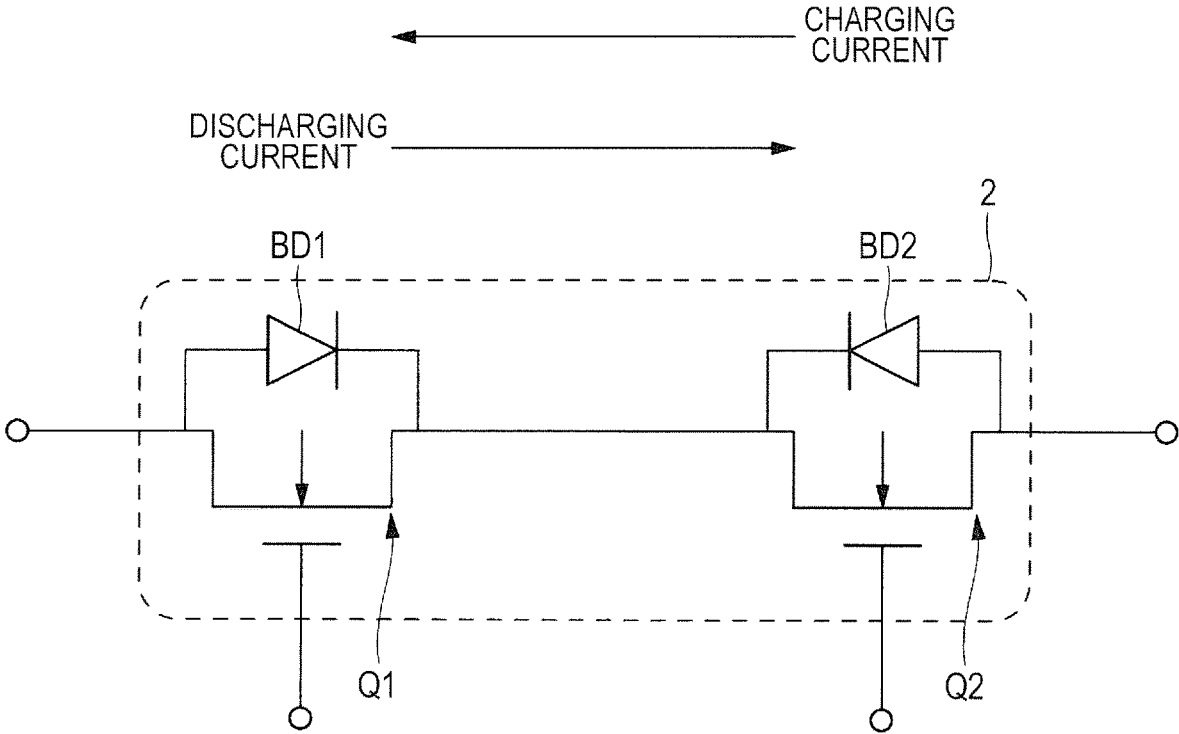 CHARGING
CURRENT
DISCHARGING
CURRENT
2
BD1
BD2
Q1
Q2